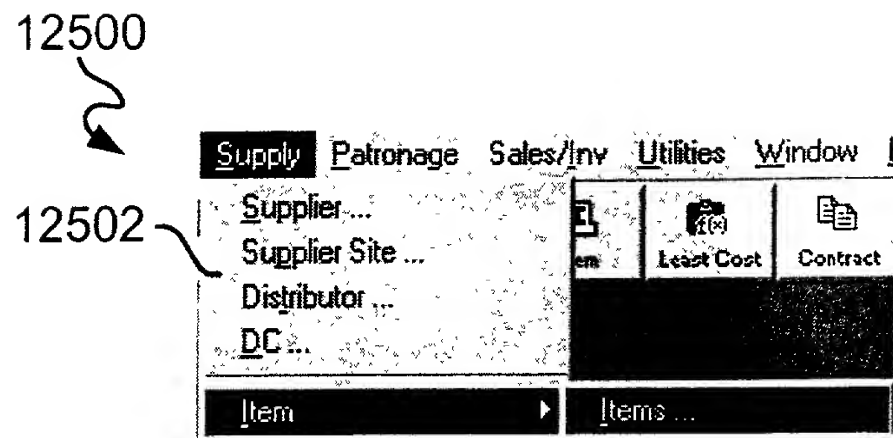 12500
Supply Patronage Sales/Inv Utilities Window
Supplier ...
12502
Supplier Site ...
Least Cost Contract
Distributor ...
DC ...
Item Items ...